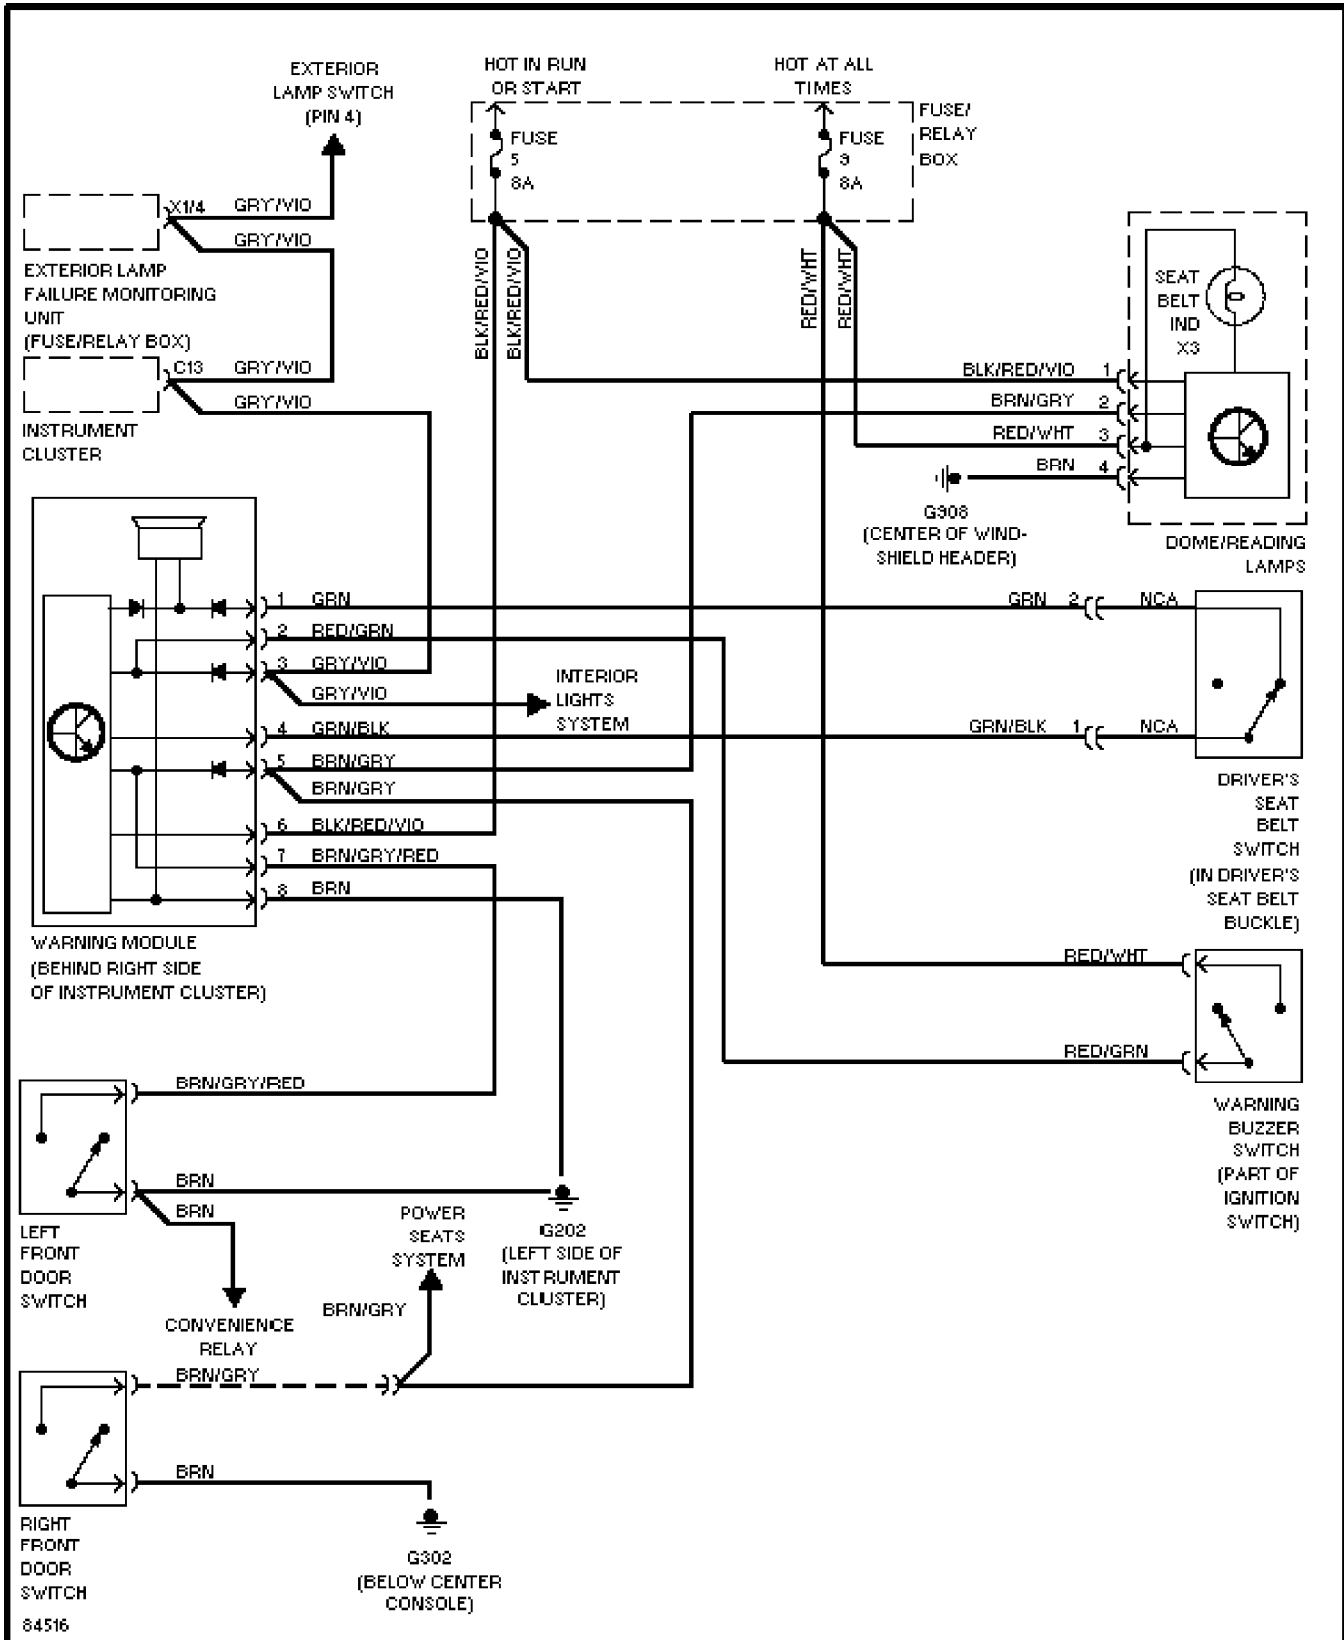 EXTERIOR
LAMP SWITCH
(PIN 4)
HOT IN RUN
OR START
HOT AT ALL
TIMES
FUSE
5
8A
FUSE
9
8A
FUSE/
RELAY
BOX
X1/4
GRY/VIO
GRY/VIO
EXTERIOR LAMP
FAILURE MONITORING
UNIT
(FUSE/RELAY BOX)
C13
GRY/VIO
GRY/VIO
INSTRUMENT
CLUSTER
BLK/RED/VIO
BLK/RED/VIO
RED/WHT
RED/WHT
SEAT
BELT
IND
X3
BLK/RED/VIO 1
BRN/GRY 2
RED/WHT 3
BRN 4
G908
(CENTER OF WIND-
SHIELD HEADER)
DOME/READING
LAMPS
1 GRN
2 RED/GRN
3 GRY/VIO
GRY/VIO
4 GRN/BLK
5 BRN/GRY
BRN/GRY
6 BLK/RED/VIO
7 BRN/GRY/RED
8 BRN
INTERIOR
LIGHTS
SYSTEM
GRN 2 NCA
GRN/BLK 1 NCA
DRIVER'S
SEAT
BELT
SWITCH
(IN DRIVER'S
SEAT BELT
BUCKLE)
WARNING MODULE
(BEHIND RIGHT SIDE
OF INSTRUMENT CLUSTER)
RED/WHT
RED/GRN
WARNING
BUZZER
SWITCH
(PART OF
IGNITION
SWITCH)
BRN/GRY/RED
BRN
BRN
LEFT
FRONT
DOOR
SWITCH
CONVENIENCE
RELAY
POWER
SEATS
SYSTEM
BRN/GRY
G202
(LEFT SIDE OF
INSTRUMENT
CLUSTER)
BRN/GRY
BRN
RIGHT
FRONT
DOOR
SWITCH
G302
(BELOW CENTER
CONSOLE)
84516